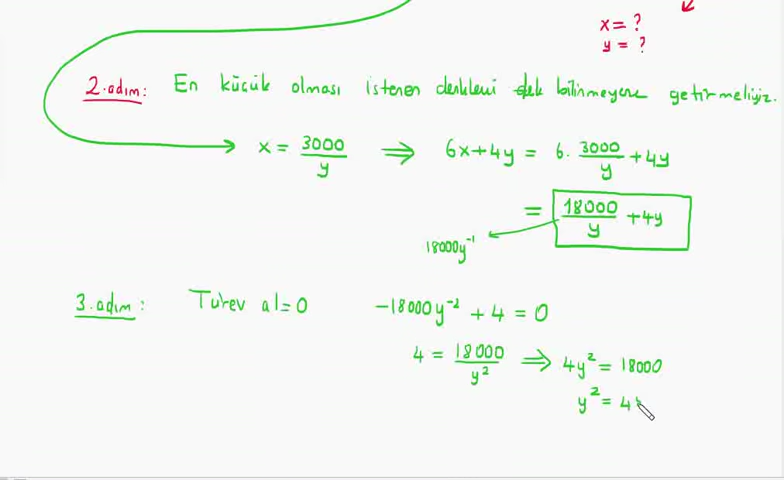 x = ?
y = ?
2.adım: En küçük olması istenen denklemi tek bilinmeyene getirmeliyiz.
x = 3000/y ⟹ 6x+4y = 6. 3000/y + 4y
= 18000/y + 4y
18000y⁻¹
3.adım: Türev al=0 -18000y⁻² + 4 = 0
4 = 18000/y² ⟹ 4y² = 18000
y² = 4